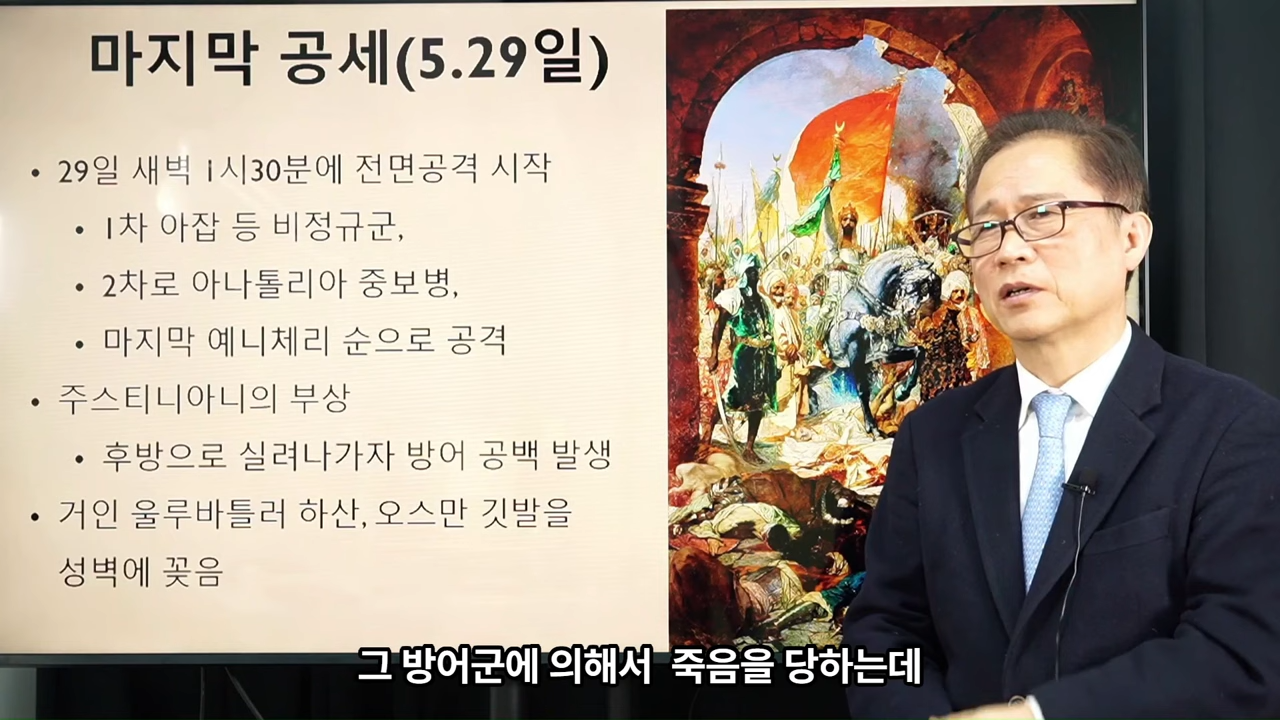 마지막 공세(5.29일)
• 29일 새벽 1시30분에 전면공격 시작
• 1차 아잡 등 비정규군,
• 2차로 아나톨리아 중보병,
• 마지막 예니체리 순으로 공격
• 주스티니아니의 부상
• 후방으로 실려나가자 방어 공백 발생
• 거인 울루바틀러 하산, 오스만 깃발을
성벽에 꽂음
그 방어군에 의해서 죽음을 당하는데